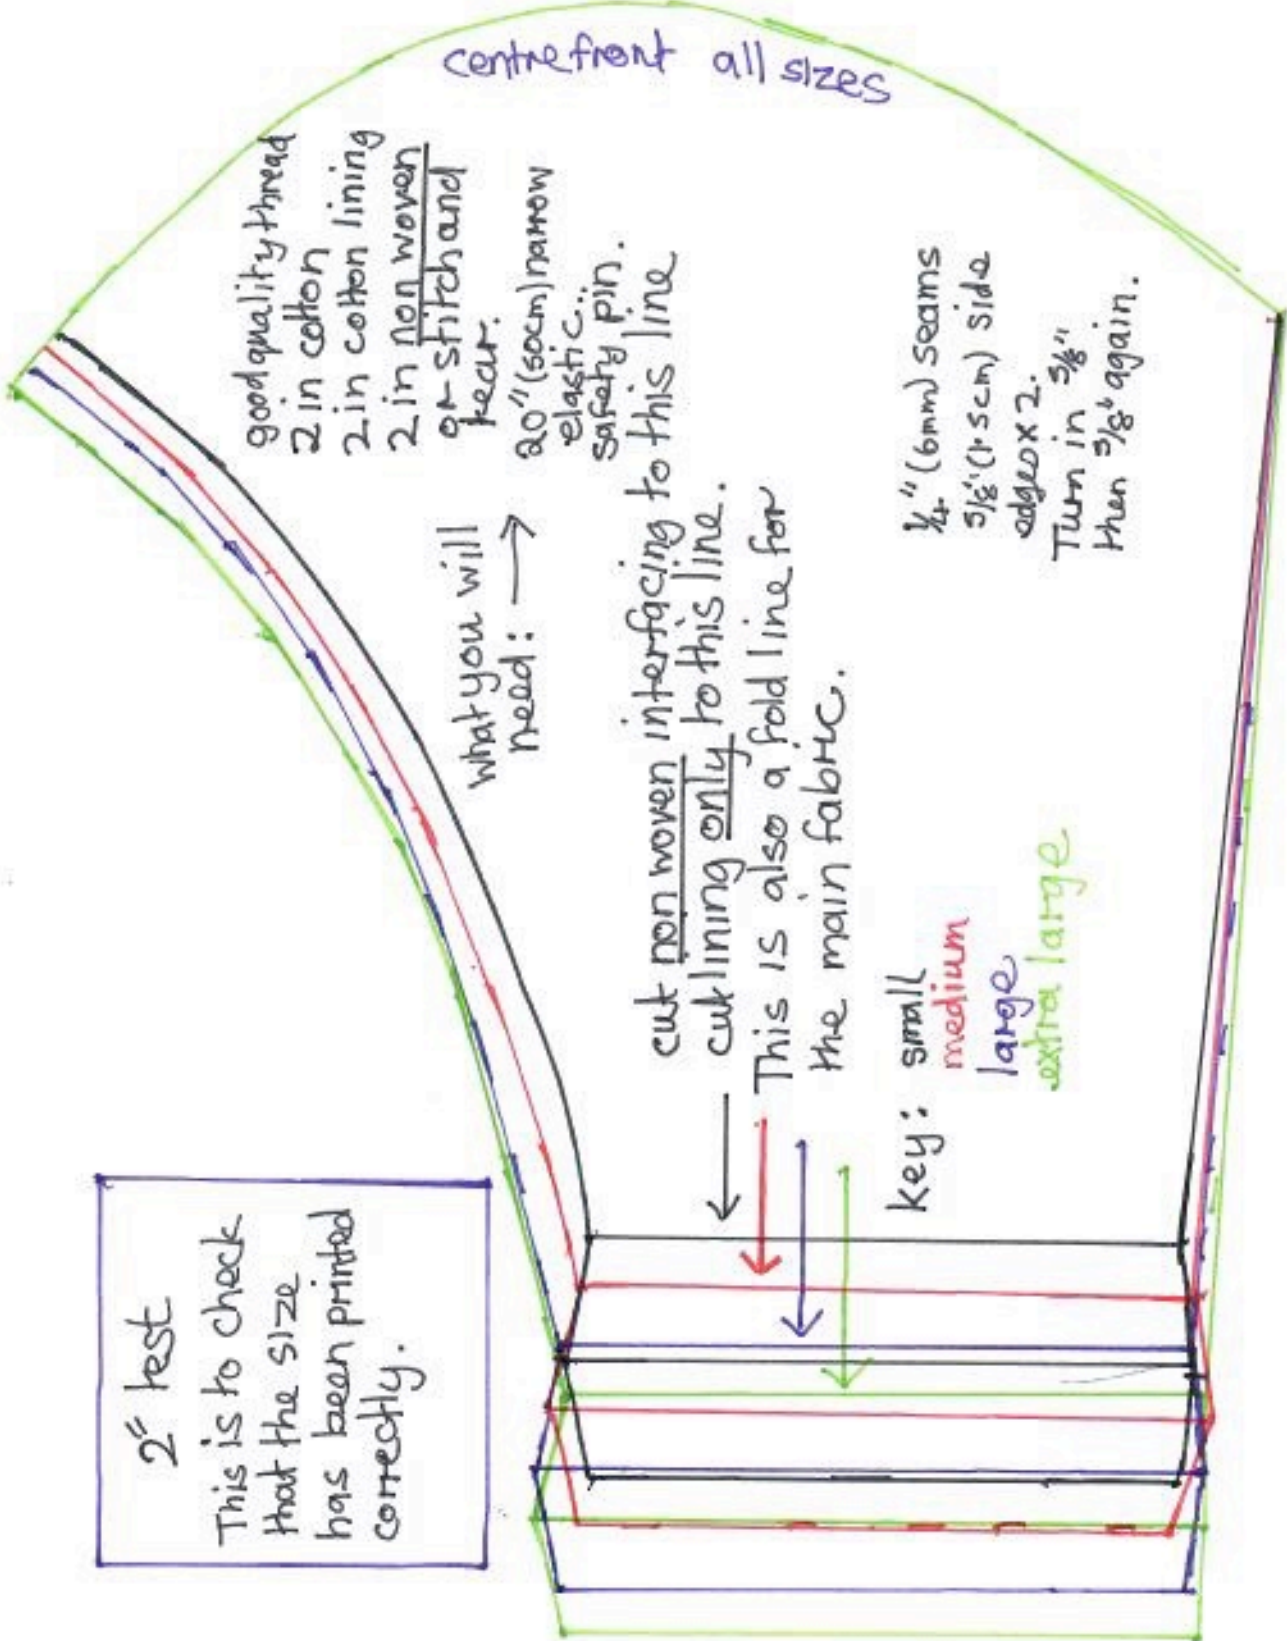 centre front all sizes
good quality thread
2 in cotton
2 in cotton lining
2 in non woven
or stitch and
tear.
20" (50cm) narrow
elastic.
safety pin.
what you will
need: →
cut non woven interfacing to this line
cut lining only to this line.
This is also a fold line for
the main fabric.
¼" (6mm) seams
5/8" (1.5cm) side
edges x 2.
Turn in 5/8"
then 5/8" again.
key: small
medium
large
extra large
2" test
This is to check
that the size
has been printed
correctly.